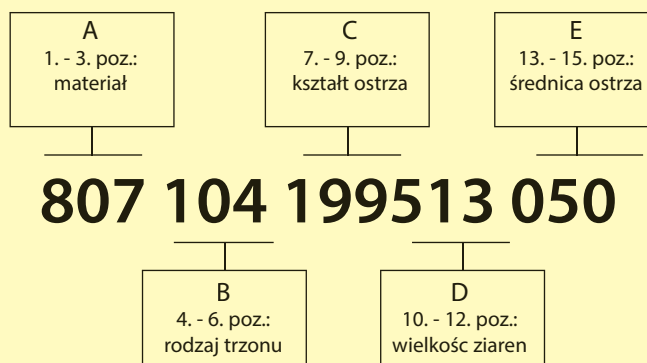 A
1. - 3. poz.:
materiał
C
7. - 9. poz.:
kształt ostrza
E
13. - 15. poz.:
średnica ostrza
807 104 199513 050
B
4. - 6. poz.:
rodzaj trzonu
D
10. - 12. poz.:
wielkośc ziaren